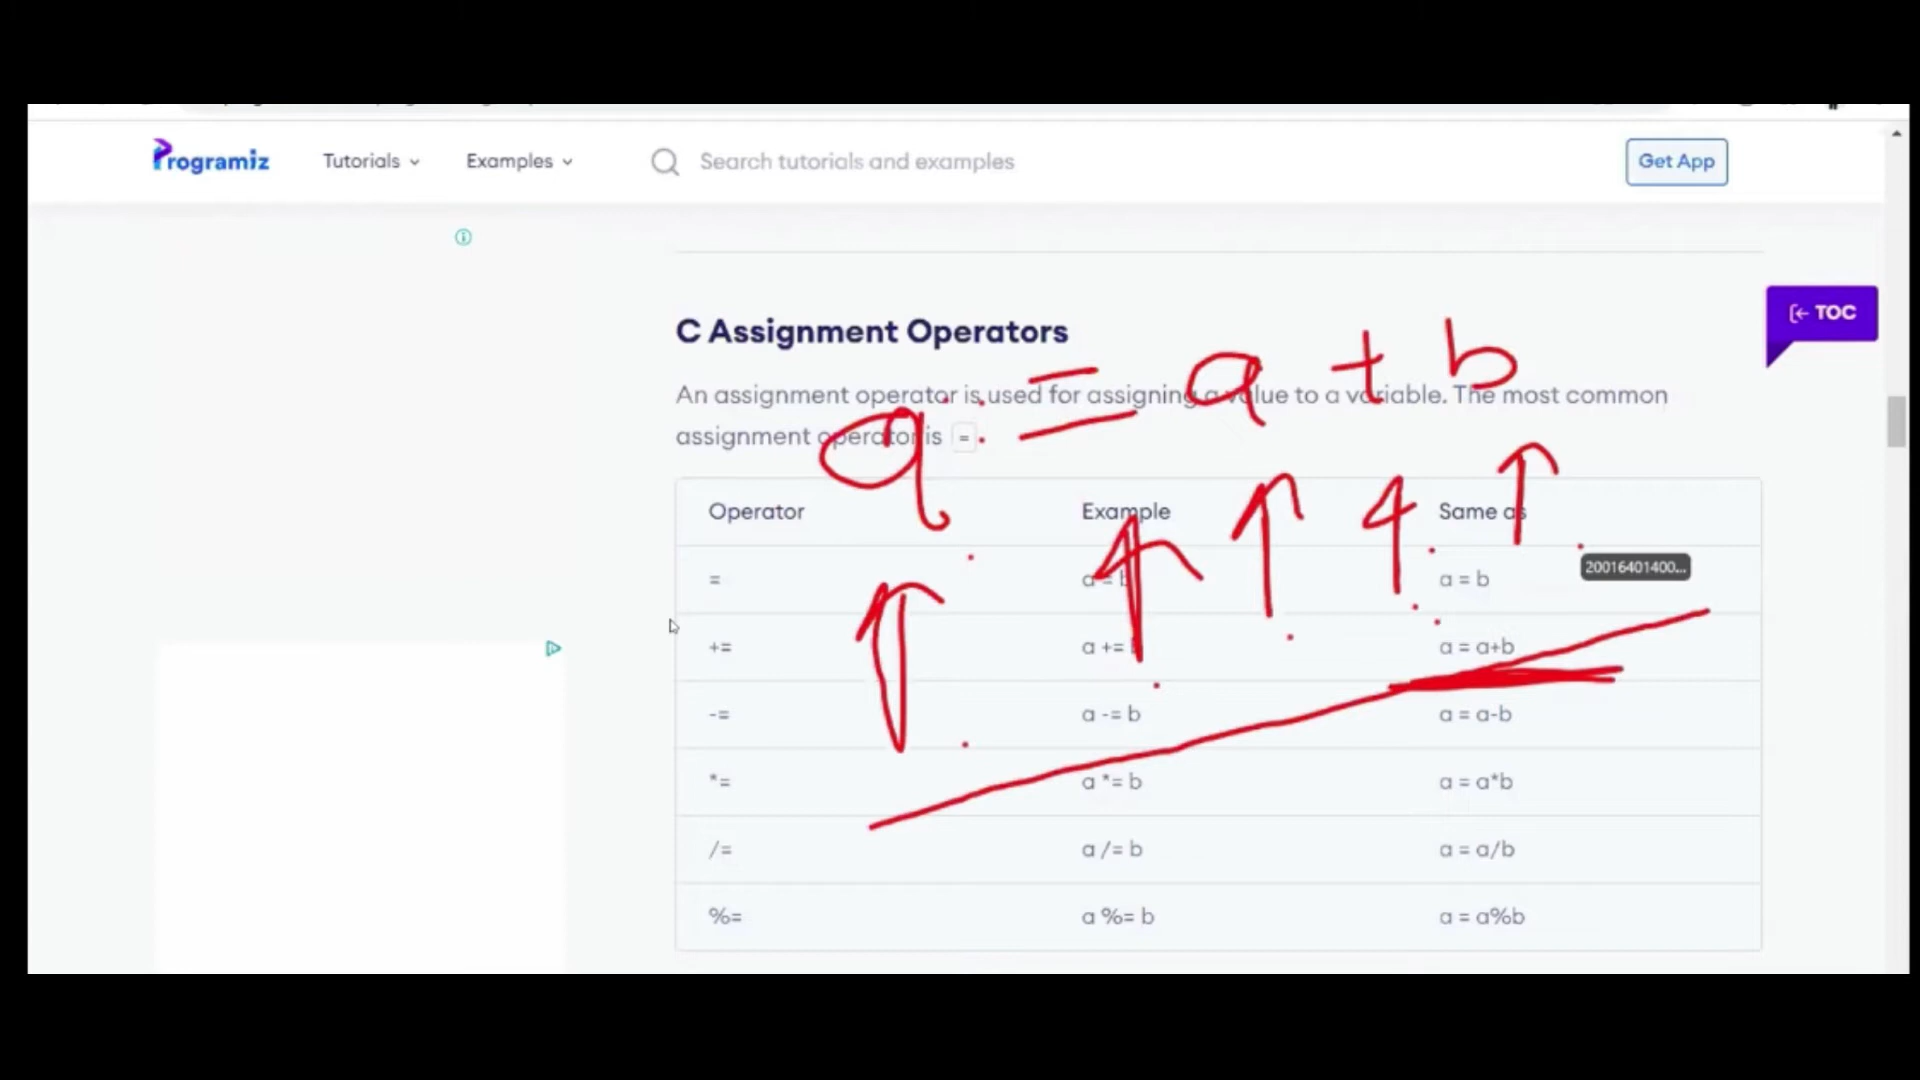 Programiz Tutorials Examples Search tutorials and examples Get App
TOC
C Assignment Operators
a = a + b
An assignment operator is used for assigning a value to a variable. The most common
assignment operator is =
Operator Example Same as
= a = b a = b
20016401400...
+= a += b a = a+b
-= a -= b a = a-b
*= a *= b a = a*b
/= a /= b a = a/b
%= a %= b a = a%b